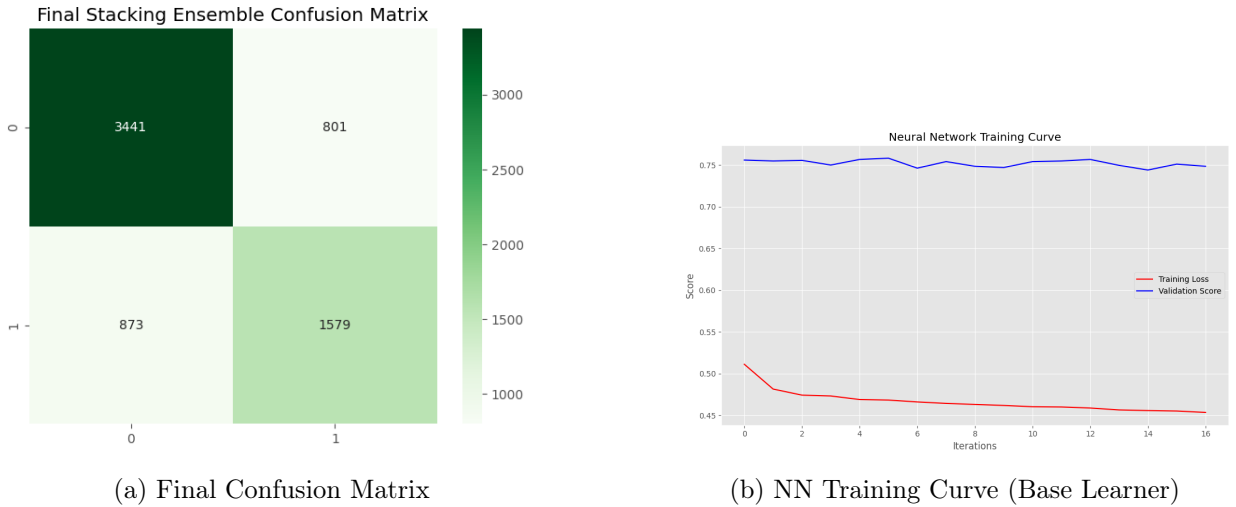 Final Stacking Ensemble Confusion Matrix
0
3441
801
1
873
1579
0
1
3000
2500
2000
1500
1000
(a) Final Confusion Matrix
Neural Network Training Curve
Score
0.75
0.70
0.65
0.60
0.55
0.50
0.45
Training Loss
Validation Score
0 2 4 6 8 10 12 14 16
Iterations
(b) NN Training Curve (Base Learner)